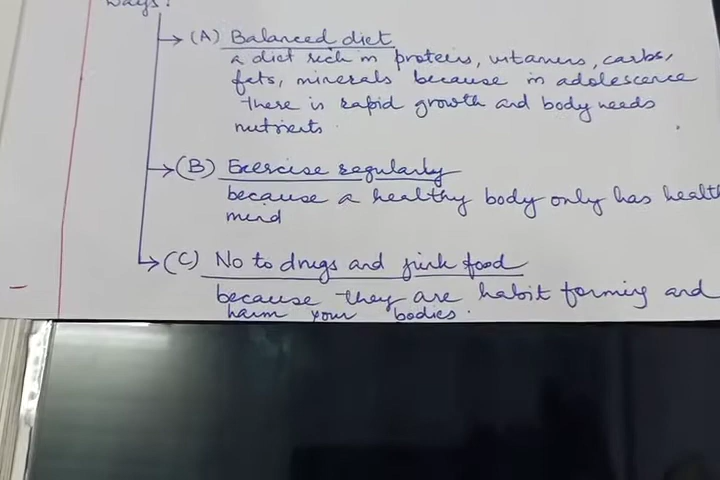 Ways:
(A) Balanced diet
a diet rich in proteins, vitamins, carbs,
fats, minerals because in adolescence
there is rapid growth and body needs
nutrients.
(B) Exercise regularly
because a healthy body only has health
mind
(C) No to drugs and junk food
because they are habit forming and
harm your bodies.